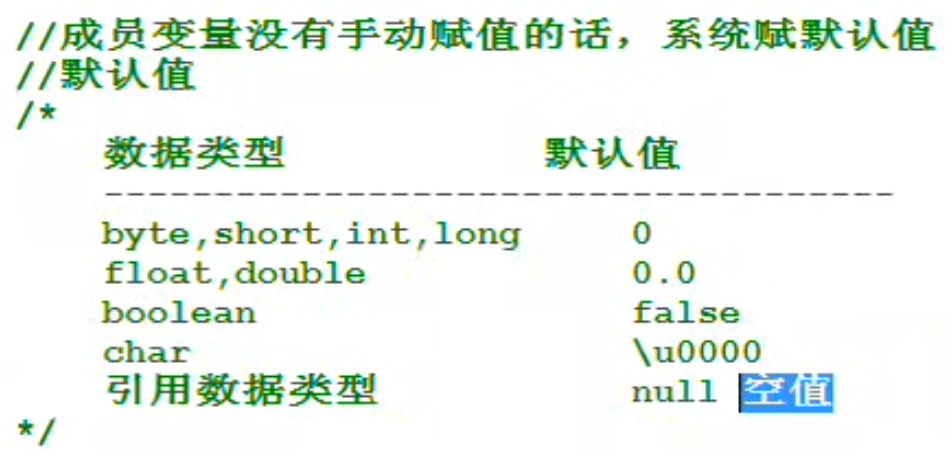 //成员变量没有手动赋值的话，系统赋默认值
//默认值
/*
数据类型 默认值
-------------------------------------
byte,short,int,long 0
float,double 0.0
boolean false
char \u0000
引用数据类型 null 空值
*/